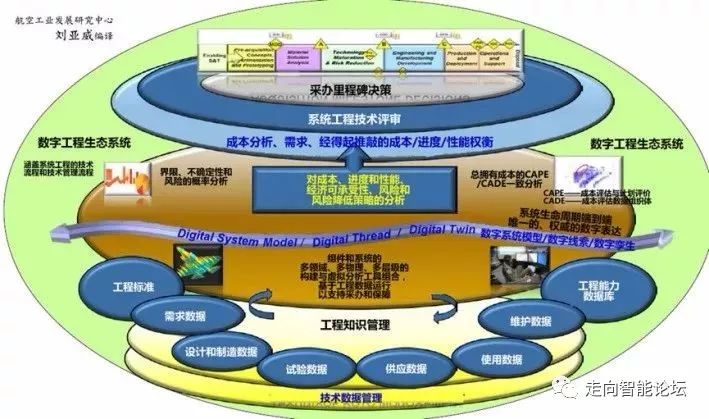 航空工业发展研究中心
刘亚威编译
Enabling S&T
Pre-acquisition
Concepts,
and Prototyping
Material
Solution
Analysis
A
Technology
Maturation
& Risk Reduction
B
Engineering and
Manufacturing
Development
C
Production
and
Deployment
Operations
and
Support
采办里程碑决策
系统工程技术评审
成本分析、需求、经得起推敲的成本/进度/性能权衡
数字工程生态系统
数字工程生态系统
涵盖系统工程的技术
流程和技术管理流程
界限、不确定性和
风险的概率分析
对成本、进度和性能,
经济可承受性、风险和
风险降低策略的分析
总拥有成本的CAPE
/CADE一致分析
CAPE——成本评估与计划评价
CADE——成本评估数据组织体
系统生命周期端到端
唯一的、权威的数字表达
Digital System Model / Digital Thread / Digital Twin 数字系统模型/数字线索/数字孪生
组件和系统的
多领域、多物理、多层级的
构建与虚拟分析工具组合，
基于工程数据运行
以支持采办和保障
工程标准
工程能力
数据库
需求数据
维护数据
工程知识管理
设计和制造数据
使用数据
试验数据
供应数据
技术数据管理
走向智能论坛